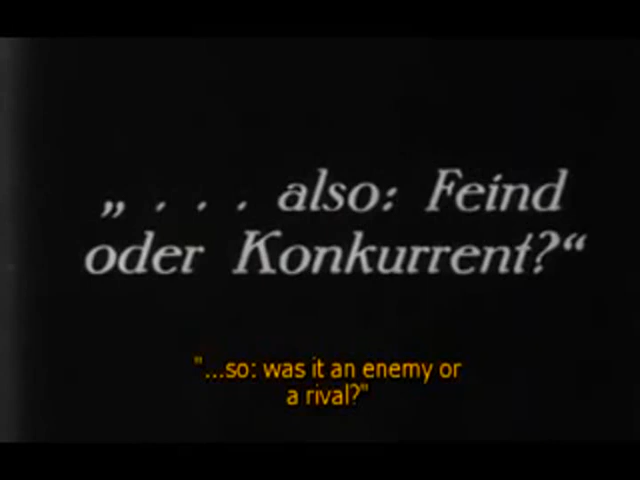 „ . . . also: Feind
oder Konkurrent?“
"...so: was it an enemy or
a rival?"